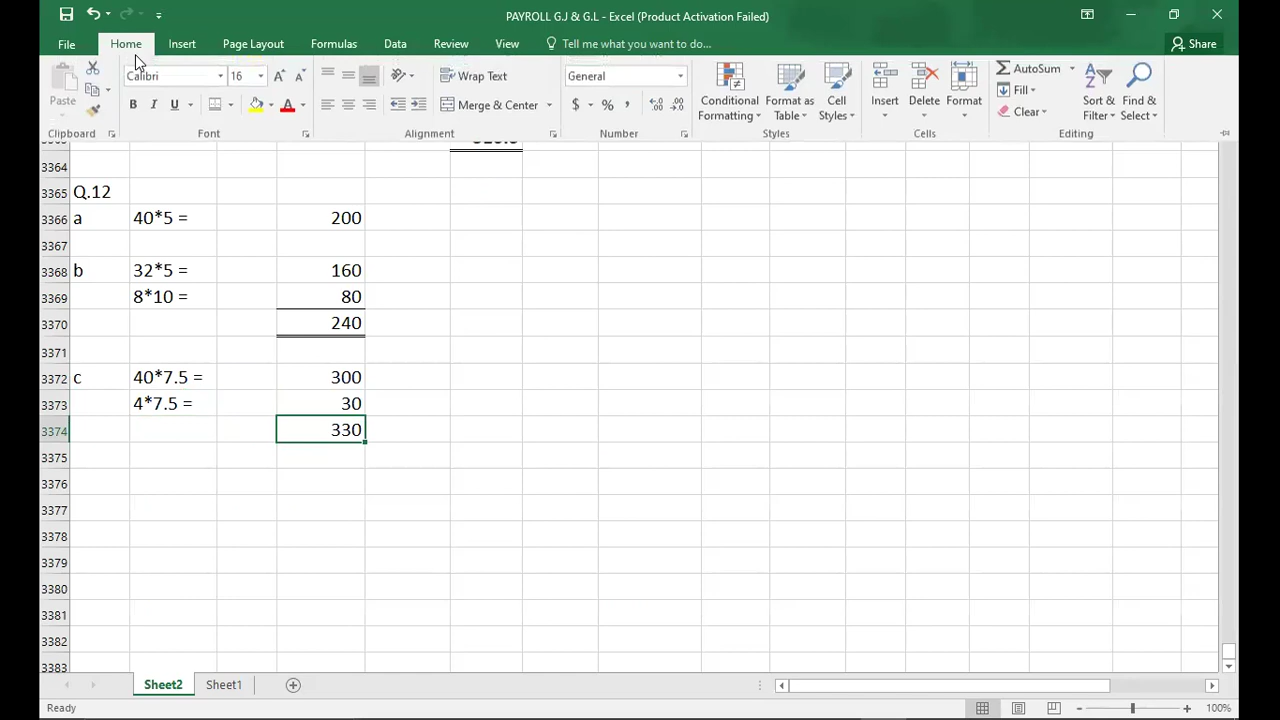 PAYROLL G.J & G.L - Excel (Product Activation Failed)
File Home Insert Page Layout Formulas Data Review View Tell me what you want to do... Share
Paste Calibri 16 Wrap Text General Conditional Formatting Format as Table Cell Styles Insert Delete Format AutoSum Fill Clear Sort & Filter Find & Select
B I U Merge & Center $ % ,
Clipboard Font Alignment Number Styles Cells Editing
3364
3365 Q.12
3366 a 40*5 = 200
3367
3368 b 32*5 = 160
3369 8*10 = 80
3370 240
3371
3372 c 40*7.5 = 300
3373 4*7.5 = 30
3374 330
3375
3376
3377
3378
3379
3380
3381
3382
3383
Sheet2 Sheet1
Ready 100%